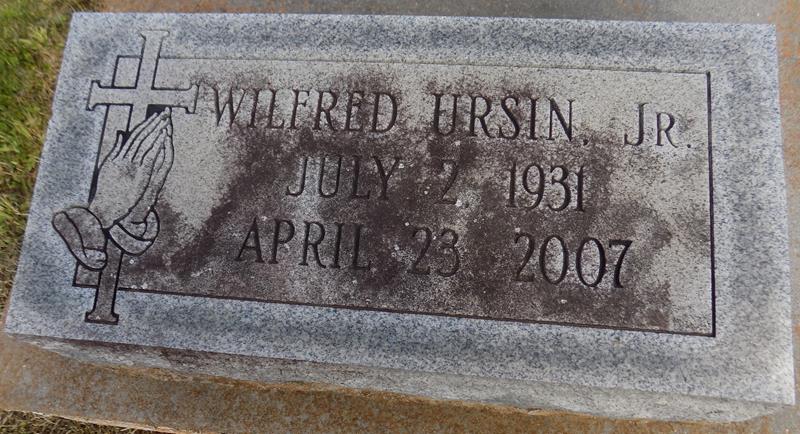 WILFRED URSIN, JR.
JULY 2 1931
APRIL 23 2007